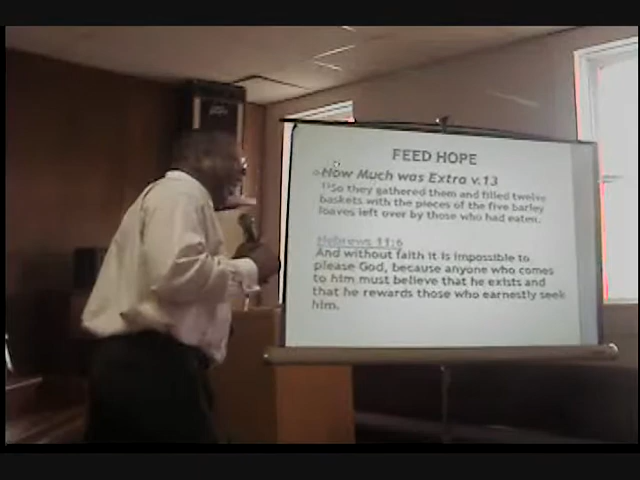 FEED HOPE
How Much was Extra v.13
13So they gathered them and filled twelve
baskets with the pieces of the five barley
loaves left over by those who had eaten.
Hebrews 11:6
And without faith it is impossible to
please God, because anyone who comes
to him must believe that he exists and
that he rewards those who earnestly seek
him.